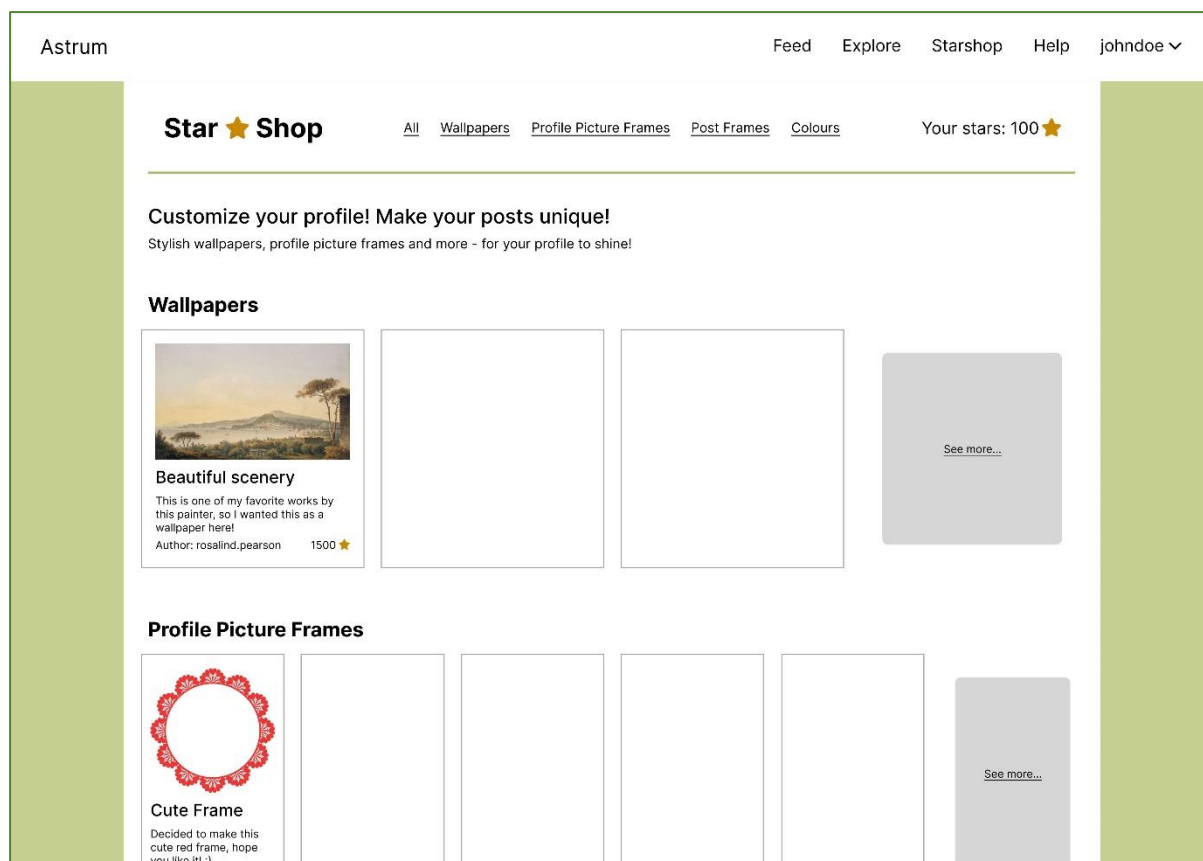 Astrum
Feed Explore Starshop Help johndoe
Star Shop
All Wallpapers Profile Picture Frames Post Frames Colours
Your stars: 100
Customize your profile! Make your posts unique!
Stylish wallpapers, profile picture frames and more - for your profile to shine!
Wallpapers
Beautiful scenery
This is one of my favorite works by
this painter, so I wanted this as a
wallpaper here!
Author: rosalind.pearson 1500
See more...
Profile Picture Frames
Cute Frame
Decided to make this
cute red frame, hope
you like it! :)
See more...